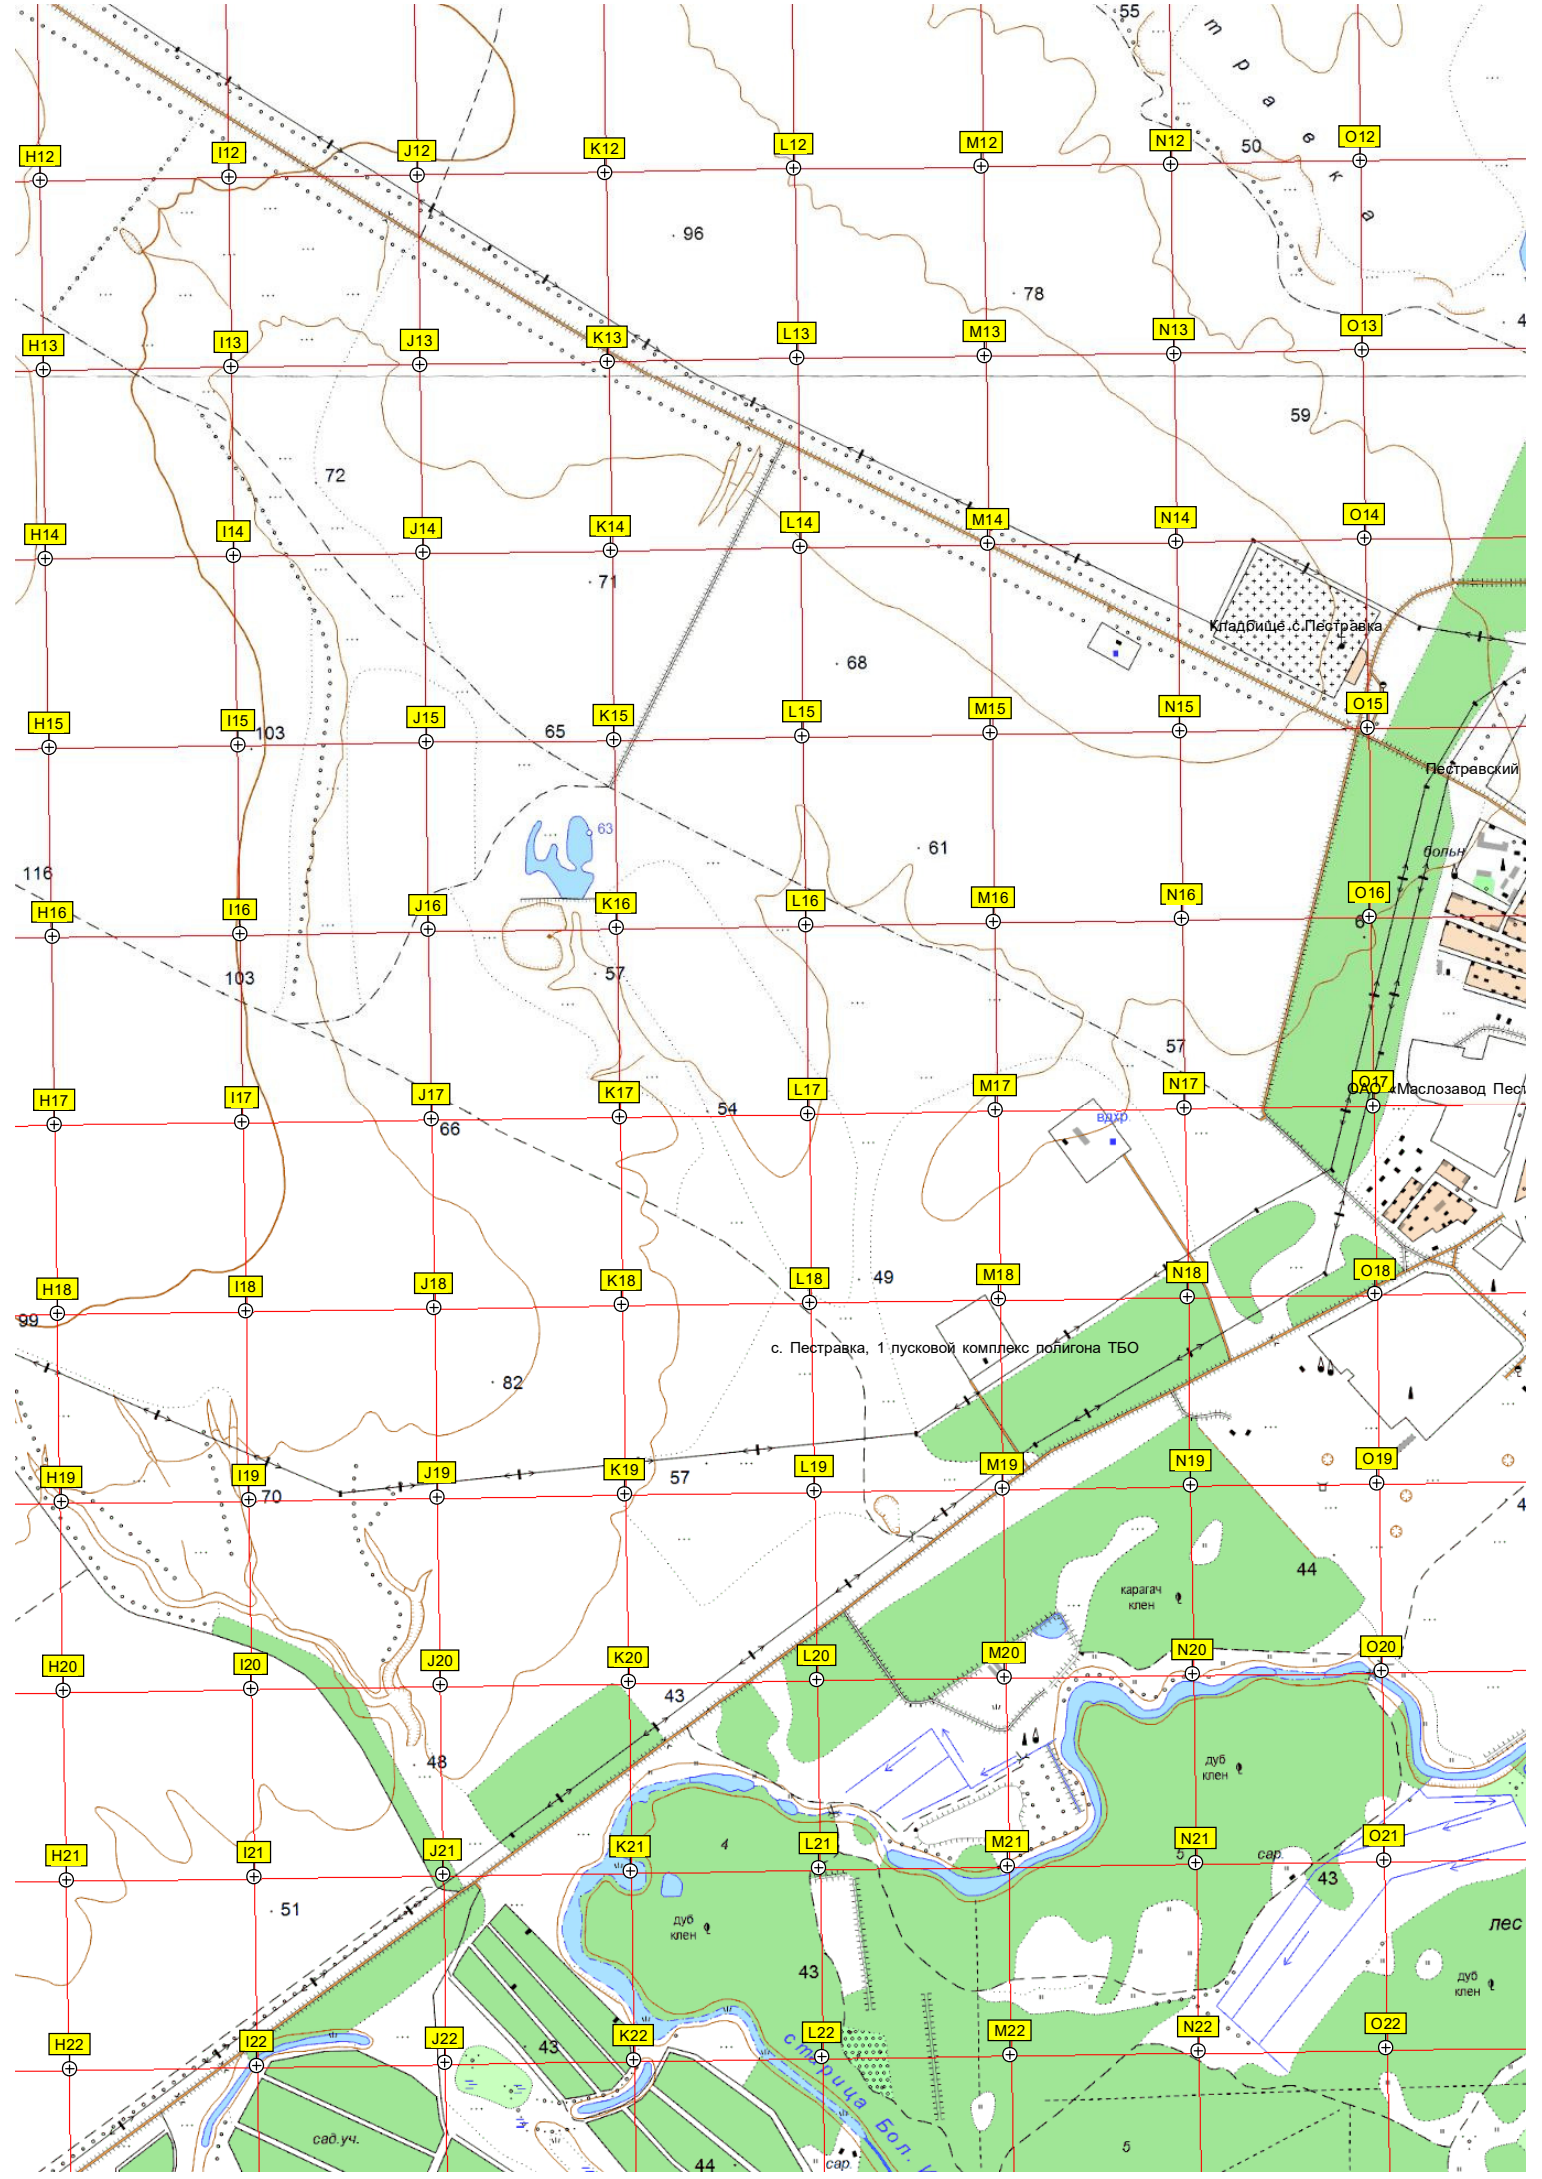 55
т р а в к а
50
H12 I12 J12 K12 L12 M12 N12 O12
96
78
4
H13 I13 J13 K13 L13 M13 N13 O13
59
72
H14 I14 J14 K14 L14 M14 N14 O14
71
Кладбище с.Пестравка
68
H15 I15 J15 K15 L15 M15 N15 O15
103
65
Пестравский
63
61
больн
116
H16 I16 J16 K16 L16 M16 N16 O16
6
103
57
57
H17 I17 J17 K17 L17 M17 N17 O17
ОАО «Маслозавод Пест
54
вдхр.
66
H18 I18 J18 K18 L18 M18 N18 O18
49
99
с. Пестравка, 1 пусковой комплекс полигона ТБО
82
H19 I19 J19 K19 L19 M19 N19 O19
57
70
4
44
карагач
клен
H20 I20 J20 K20 L20 M20 N20 O20
43
48
дуб
клен
H21 I21 J21 K21 L21 M21 N21 O21
4
5
сар.
43
51
дуб
клен
лес
43
дуб
клен
H22 I22 J22 K22 L22 M22 N22 O22
43
старица Бол. И
сад.уч.
5
сар.
44